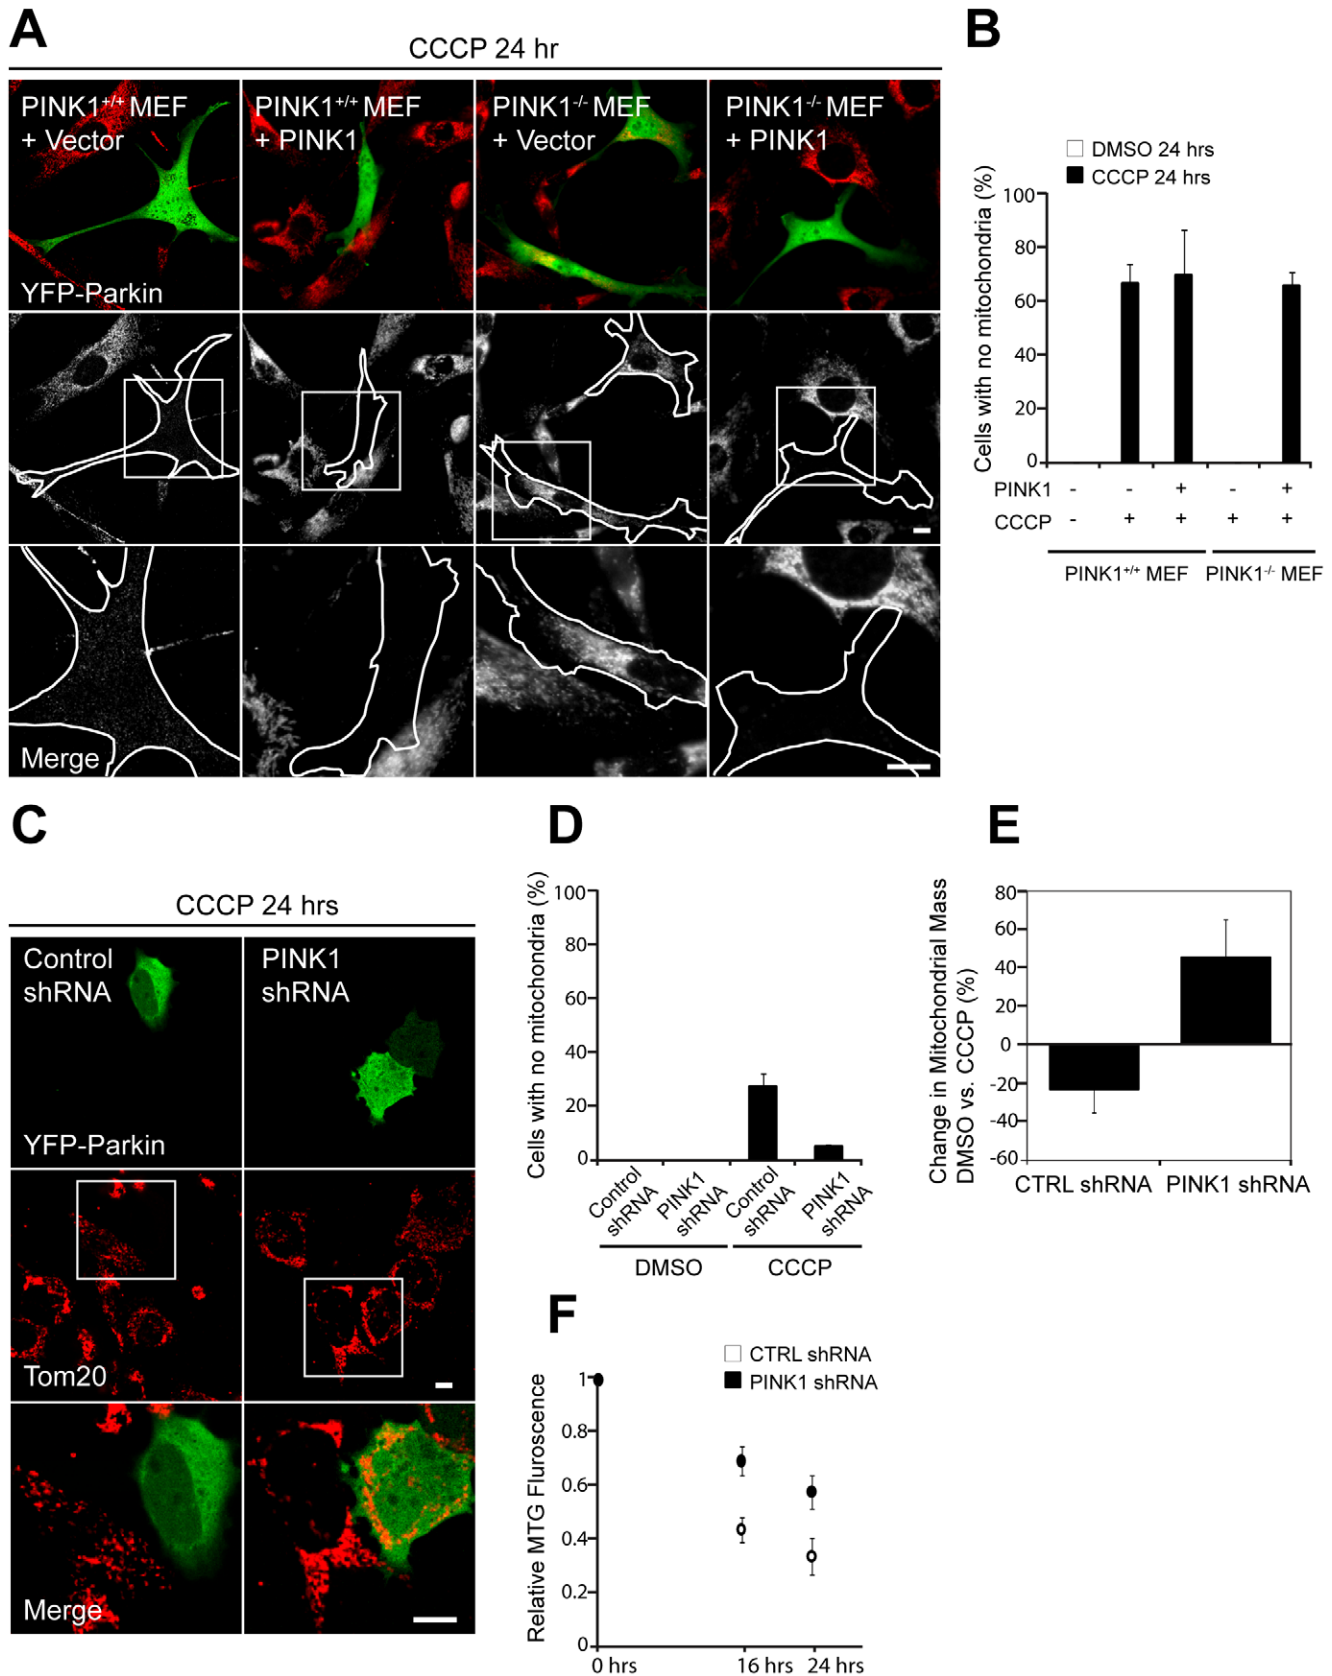 A
CCCP 24 hr
PINK1+/+ MEF
+ Vector
PINK1+/+ MEF
+ PINK1
PINK1-/- MEF
+ Vector
PINK1-/- MEF
+ PINK1
YFP-Parkin
Merge
B
DMSO 24 hrs
CCCP 24 hrs
Cells with no mitochondria (%)
100
80
60
40
20
0
PINK1 - - + - +
CCCP - + + + +
PINK1+/+ MEF
PINK1-/- MEF
C
CCCP 24 hrs
Control
shRNA
PINK1
shRNA
YFP-Parkin
Tom20
Merge
D
Cells with no mitochondria (%)
100
80
60
40
20
0
Control
shRNA
PINK1
shRNA
Control
shRNA
PINK1
shRNA
DMSO
CCCP
E
Change in Mitochondrial Mass
DMSO vs. CCCP (%)
80
60
40
20
0
-20
-40
-60
CTRL shRNA
PINK1 shRNA
F
CTRL shRNA
PINK1 shRNA
Relative MTG Fluroscence
1
0.8
0.6
0.4
0.2
0
0 hrs
16 hrs
24 hrs